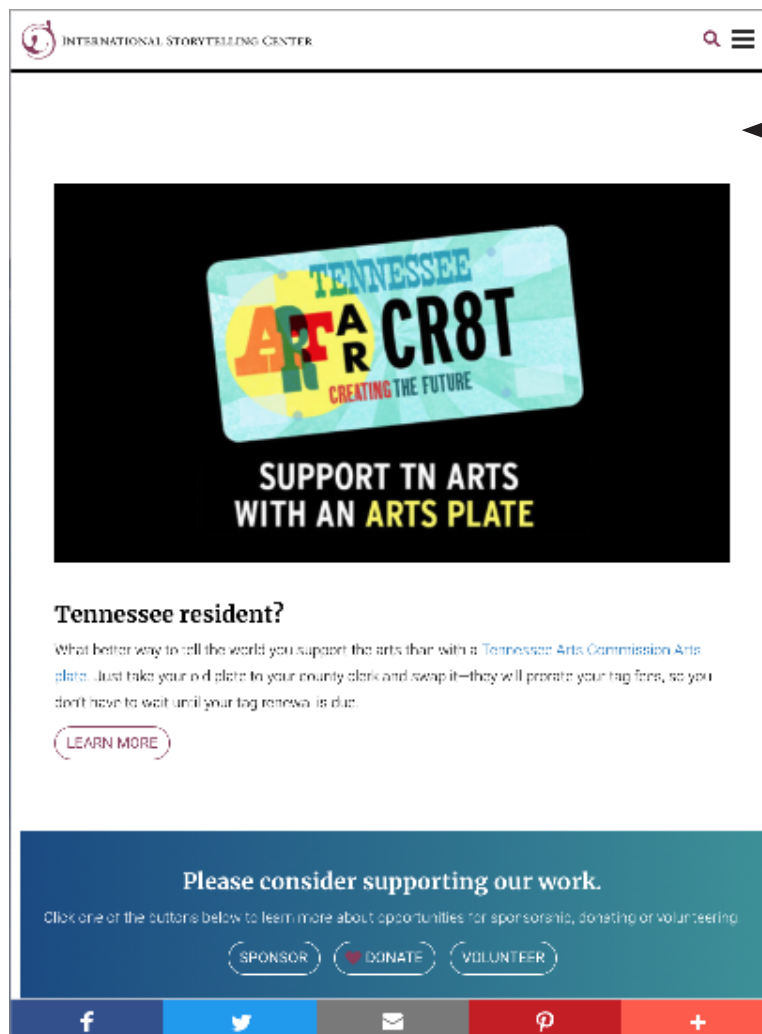 INTERNATIONAL STORYTELLING CENTER
TENNESSEE
ART
AR CR8T
CREATING THE FUTURE
SUPPORT TN ARTS
WITH AN ARTS PLATE
Tennessee resident?
What better way to tell the world you support the arts than with a Tennessee Arts Commission Arts
plate. Just take your old plate to your county clerk and swap it—they will prorate your tag fees, so you
don't have to wait until your tag renewal is due.
LEARN MORE
Please consider supporting our work.
Click one of the buttons below to learn more about opportunities for sponsorship, donating or volunteering
SPONSOR
DONATE
VOLUNTEER